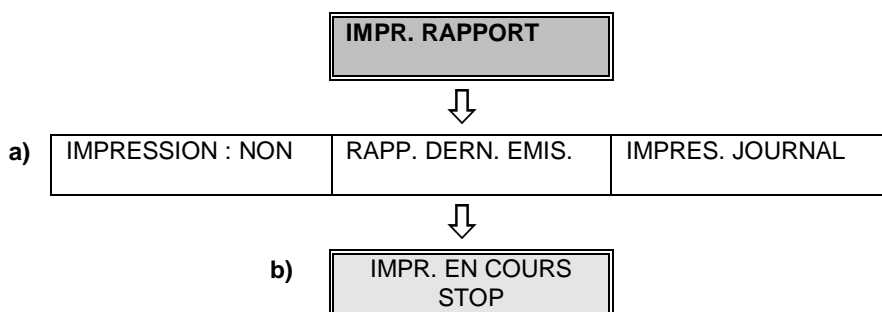 IMPR. RAPPORT
a) IMPRESSION : NON RAPP. DERN. EMIS. IMPRES. JOURNAL
b) IMPR. EN COURS
STOP